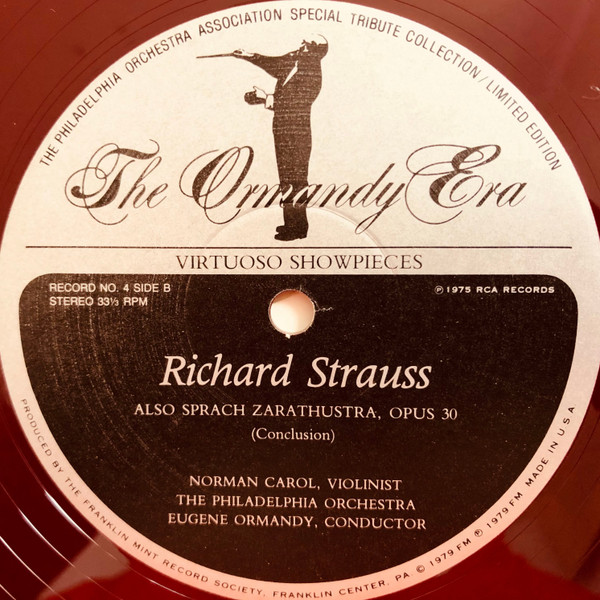 THE PHILADELPHIA ORCHESTRA ASSOCIATION SPECIAL TRIBUTE COLLECTION/LIMITED EDITION
The Ormandy Era
VIRTUOSO SHOWPIECES
RECORD NO. 4 SIDE B
STEREO 33⅓ RPM
℗ 1975 RCA RECORDS
Richard Strauss
ALSO SPRACH ZARATHUSTRA, OPUS 30
(Conclusion)
NORMAN CAROL, VIOLINIST
THE PHILADELPHIA ORCHESTRA
EUGENE ORMANDY, CONDUCTOR
PRODUCED BY THE FRANKLIN MINT RECORD SOCIETY, FRANKLIN CENTER, PA © 1979 FM ℗ 1979 FM MADE IN U S A